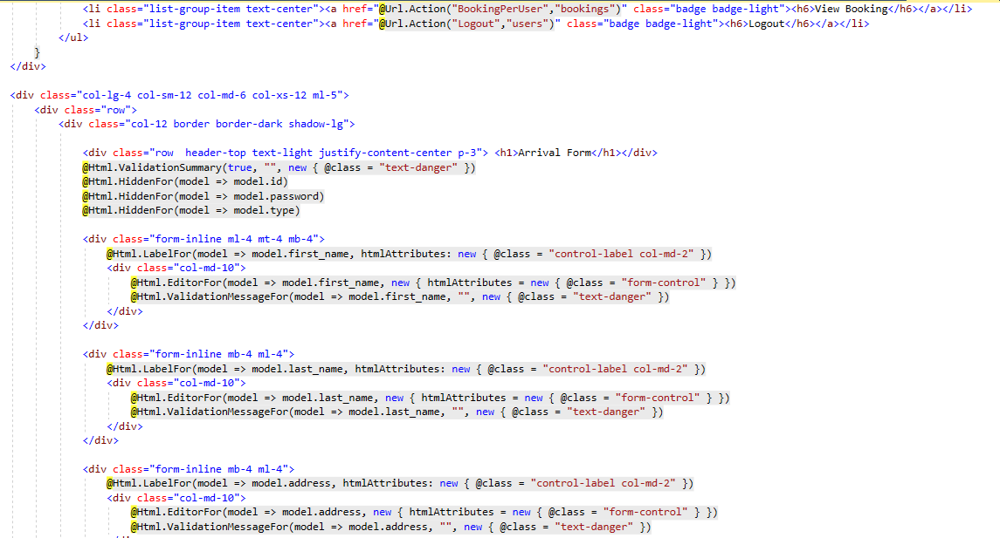 <li class="list-group-item text-center"><a href="@Url.Action("BookingPerUser","bookings")" class="badge badge-light"><h6>View Booking</h6></a></li>
<li class="list-group-item text-center"><a href="@Url.Action("Logout","users")" class="badge badge-light"><h6>Logout</h6></a></li>
</ul>
}
</div>
<div class="col-lg-4 col-sm-12 col-md-6 col-xs-12 ml-5">
<div class="row">
<div class="col-12 border border-dark shadow-lg">
<div class="row  header-top text-light justify-content-center p-3"> <h1>Arrival Form</h1></div>
@Html.ValidationSummary(true, "", new { @class = "text-danger" })
@Html.HiddenFor(model => model.id)
@Html.HiddenFor(model => model.password)
@Html.HiddenFor(model => model.type)
<div class="form-inline ml-4 mt-4 mb-4">
@Html.LabelFor(model => model.first_name, htmlAttributes: new { @class = "control-label col-md-2" })
<div class="col-md-10">
@Html.EditorFor(model => model.first_name, new { htmlAttributes = new { @class = "form-control" } })
@Html.ValidationMessageFor(model => model.first_name, "", new { @class = "text-danger" })
</div>
</div>
<div class="form-inline mb-4 ml-4">
@Html.LabelFor(model => model.last_name, htmlAttributes: new { @class = "control-label col-md-2" })
<div class="col-md-10">
@Html.EditorFor(model => model.last_name, new { htmlAttributes = new { @class = "form-control" } })
@Html.ValidationMessageFor(model => model.last_name, "", new { @class = "text-danger" })
</div>
</div>
<div class="form-inline mb-4 ml-4">
@Html.LabelFor(model => model.address, htmlAttributes: new { @class = "control-label col-md-2" })
<div class="col-md-10">
@Html.EditorFor(model => model.address, new { htmlAttributes = new { @class = "form-control" } })
@Html.ValidationMessageFor(model => model.address, "", new { @class = "text-danger" })